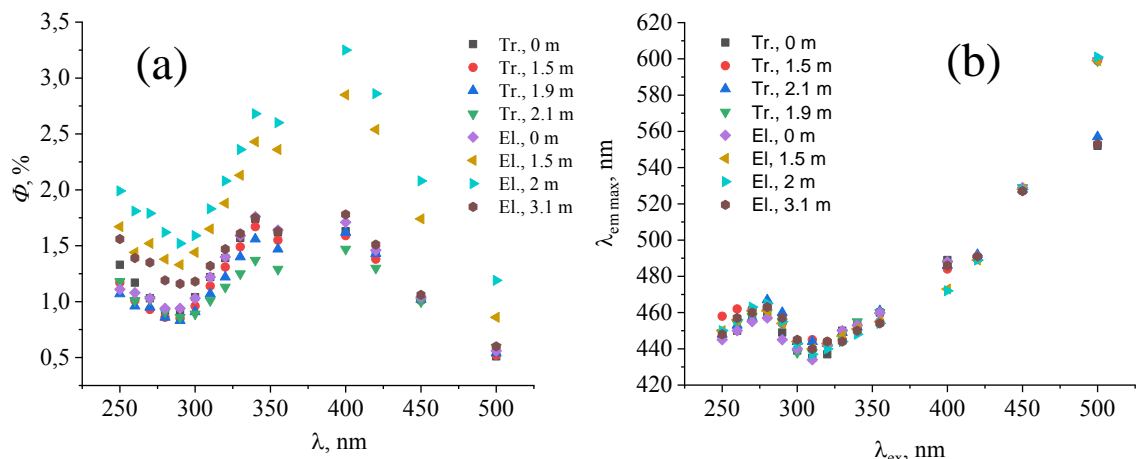 (a)
3,5
3,0
2,5
2,0
1,5
1,0
0,5
Φ, %
250
300
350
400
450
500
λ, nm
Tr., 0 m
Tr., 1.5 m
Tr., 1.9 m
Tr., 2.1 m
El., 0 m
El., 1.5 m
El., 2 m
El., 3.1 m
(b)
620
600
580
560
540
520
500
480
460
440
420
λem max, nm
250
300
350
400
450
500
λex, nm
Tr., 0 m
Tr., 1.5 m
Tr., 2.1 m
Tr., 1.9 m
El., 0 m
El, 1.5 m
El., 2 m
El., 3.1 m